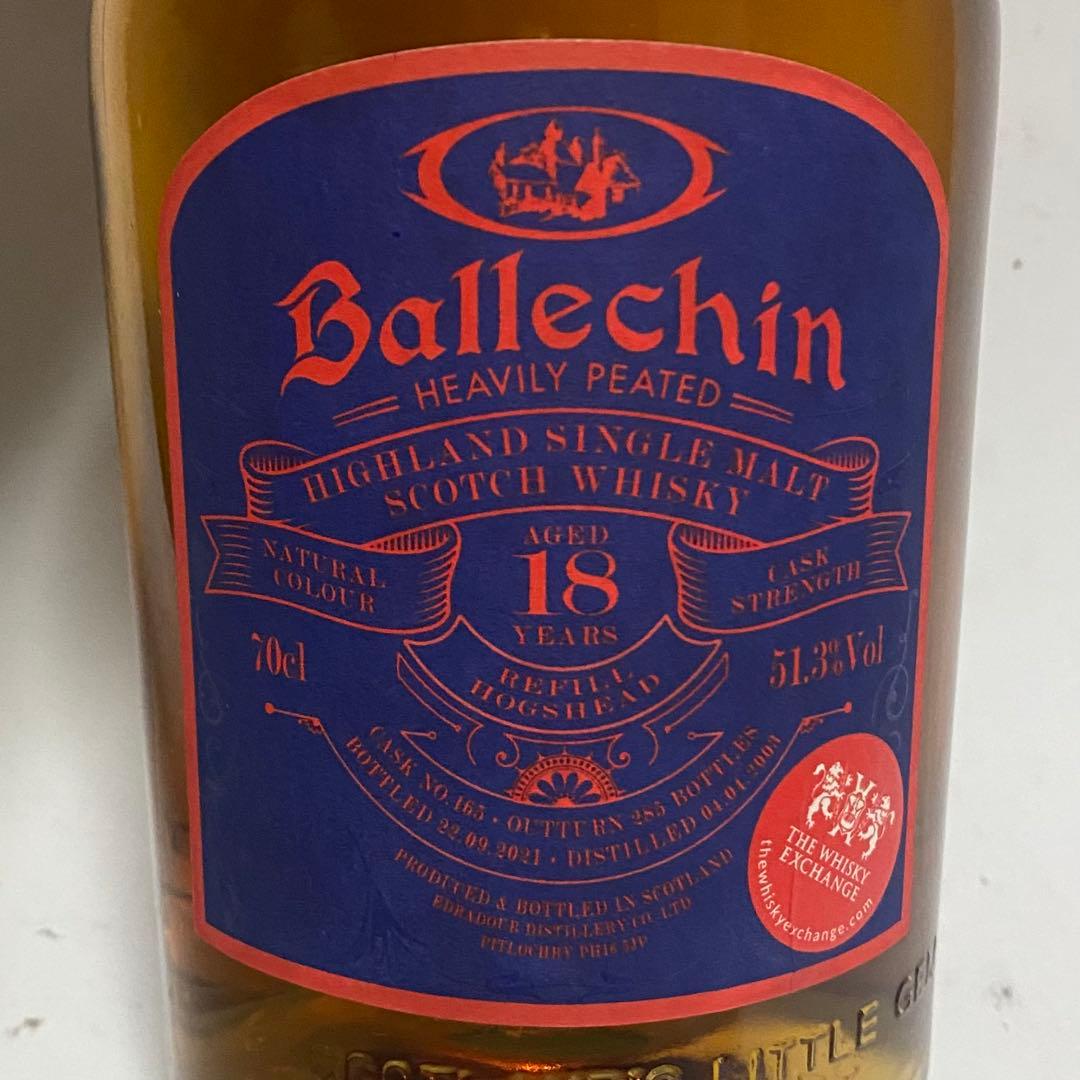 Ballechin
HEAVILY PEATED
HIGHLAND SINGLE MALT
SCOTCH WHISKY
NATURAL
COLOUR
AGED
18
YEARS
CASK
STRENGTH
70cl
51.3% Vol
REFILL
HOGSHEAD
CASK NO. 165 · OUTTURN 285 BOTTLES
BOTTLED 22.09.2021 · DISTILLED 04.04.2003
PRODUCED & BOTTLED IN SCOTLAND
EDRADOUR DISTILLERY CO. LTD
PITLOCHRY PH16 5JP
THE WHISKY
EXCHANGE
thewhiskyexchange.com
LITTLE